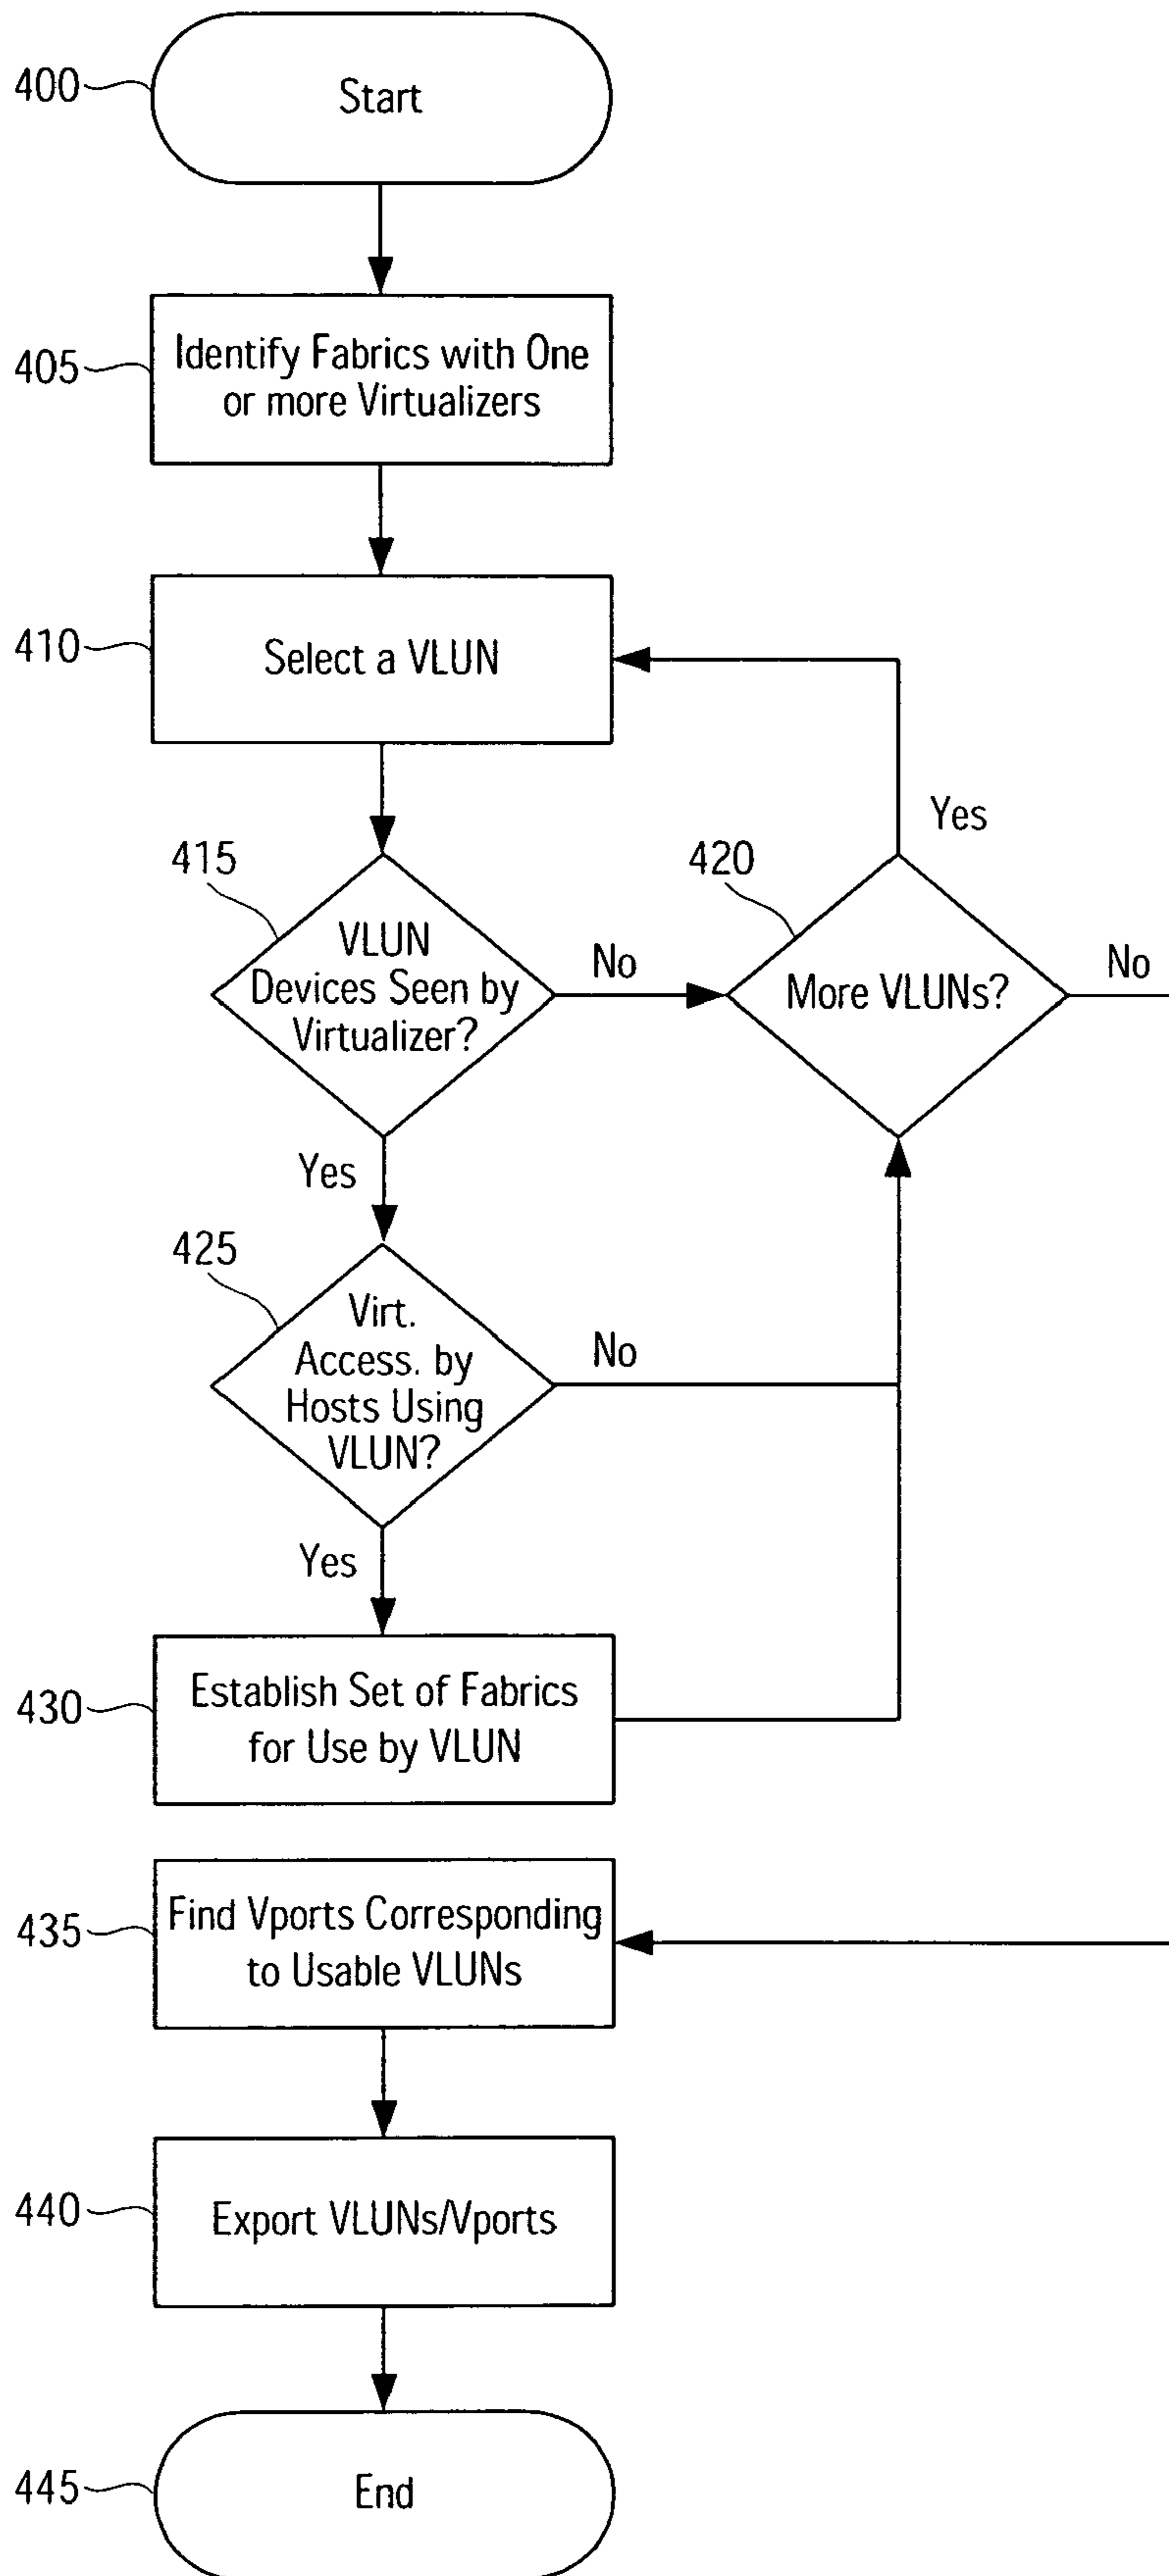 400
Start
405
Identify Fabrics with One
or more Virtualizers
410
Select a VLUN
Yes
415
420
VLUN
Devices Seen by
Virtualizer?
No
More VLUNs?
No
Yes
425
Virt.
Access. by
Hosts Using
VLUN?
No
Yes
430
Establish Set of Fabrics
for Use by VLUN
435
Find Vports Corresponding
to Usable VLUNs
440
Export VLUNs/Vports
445
End